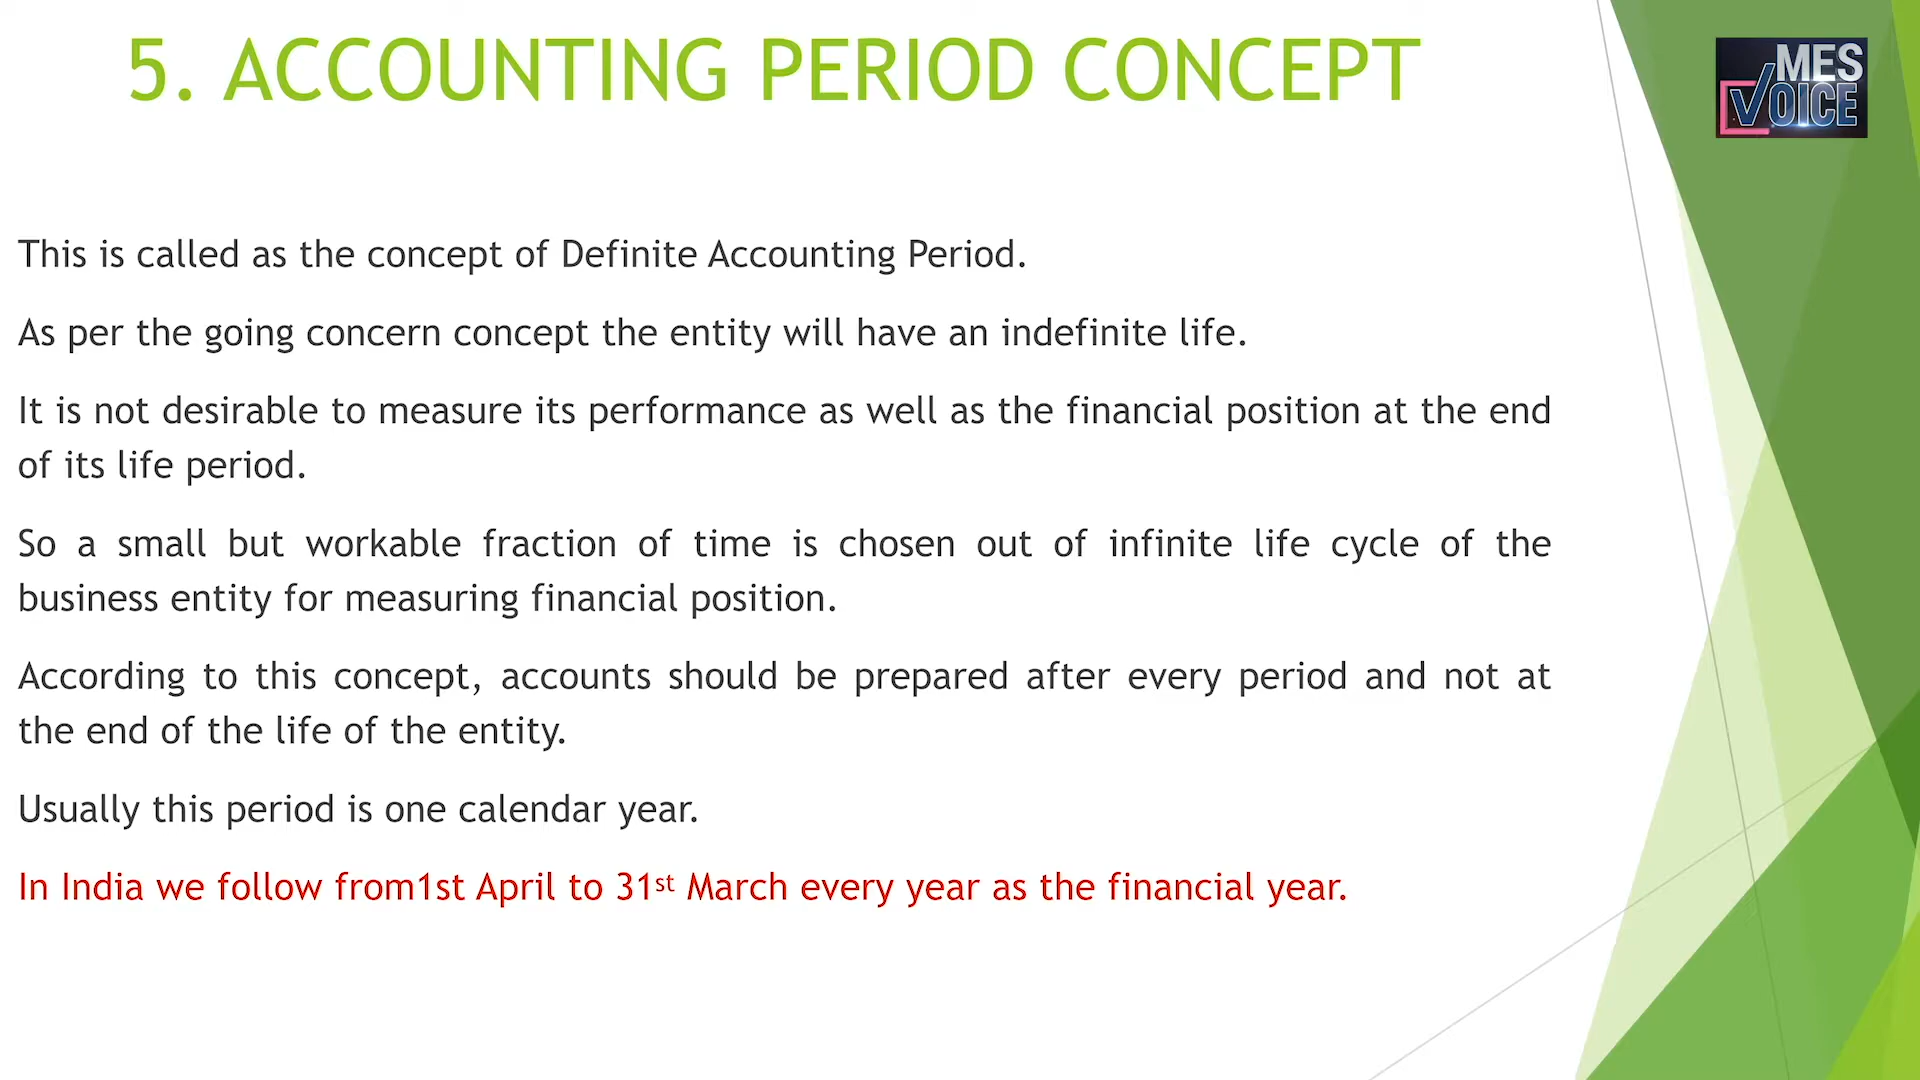 5. ACCOUNTING PERIOD CONCEPT
MES
VOICE
This is called as the concept of Definite Accounting Period.
As per the going concern concept the entity will have an indefinite life.
It is not desirable to measure its performance as well as the financial position at the end
of its life period.
So a small but workable fraction of time is chosen out of infinite life cycle of the
business entity for measuring financial position.
According to this concept, accounts should be prepared after every period and not at
the end of the life of the entity.
Usually this period is one calendar year.
In India we follow from1st April to 31st March every year as the financial year.